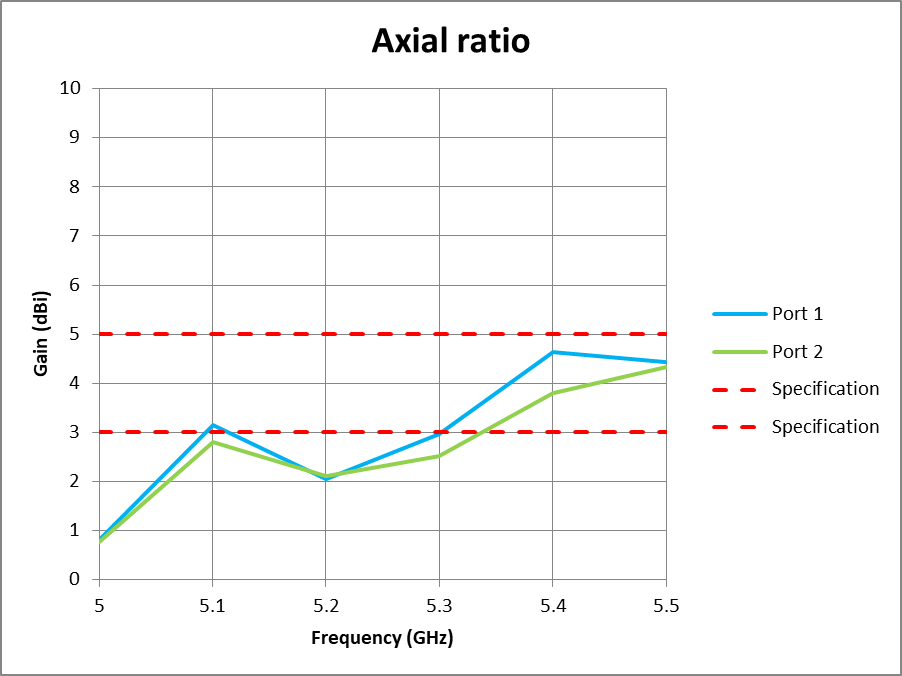 Axial ratio
10
9
8
7
6
5
4
3
2
1
0
Gain (dBi)
5 5.1 5.2 5.3 5.4 5.5
Frequency (GHz)
Port 1
Port 2
Specification
Specification